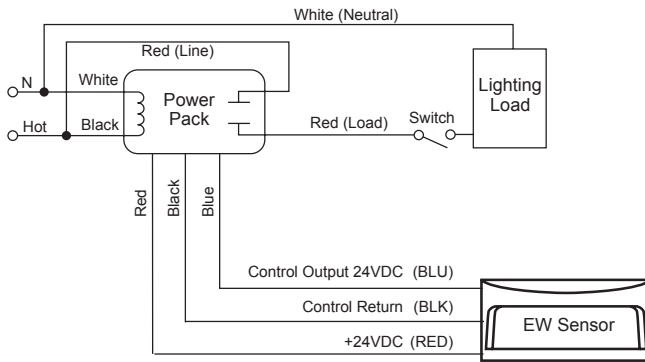 White (Neutral)
Red (Line)
N
White
Power
Pack
Lighting
Load
Switch
Hot
Black
Red (Load)
Red
Black
Blue
Control Output 24VDC (BLU)
Control Return (BLK)
EW Sensor
+24VDC (RED)